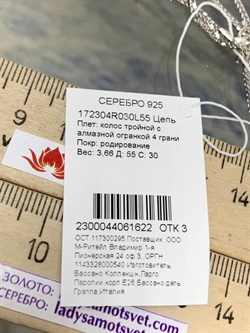 СЕРЕБРО 925
172304R030L55 Цепь
Плет: колос тройной с
алмазной огранкой 4 грани
Покр: родирование
Вес: 3,66 Д: 55 С: 30
2300044061622 ОТК 3
ОСТ 117300295 Поставщик: ООО
М-Ритейл Владимир 1-я
Пионерская 24 оф 3, ОРГН
1143328000540 Изготовитель
Бассано Коллекшн Ларго
Паролини,корп.Е26,Бассано дель
Граппа,Италия
СЕРЕБРО:
ladysamotsvet.com
ladysamotsvet.